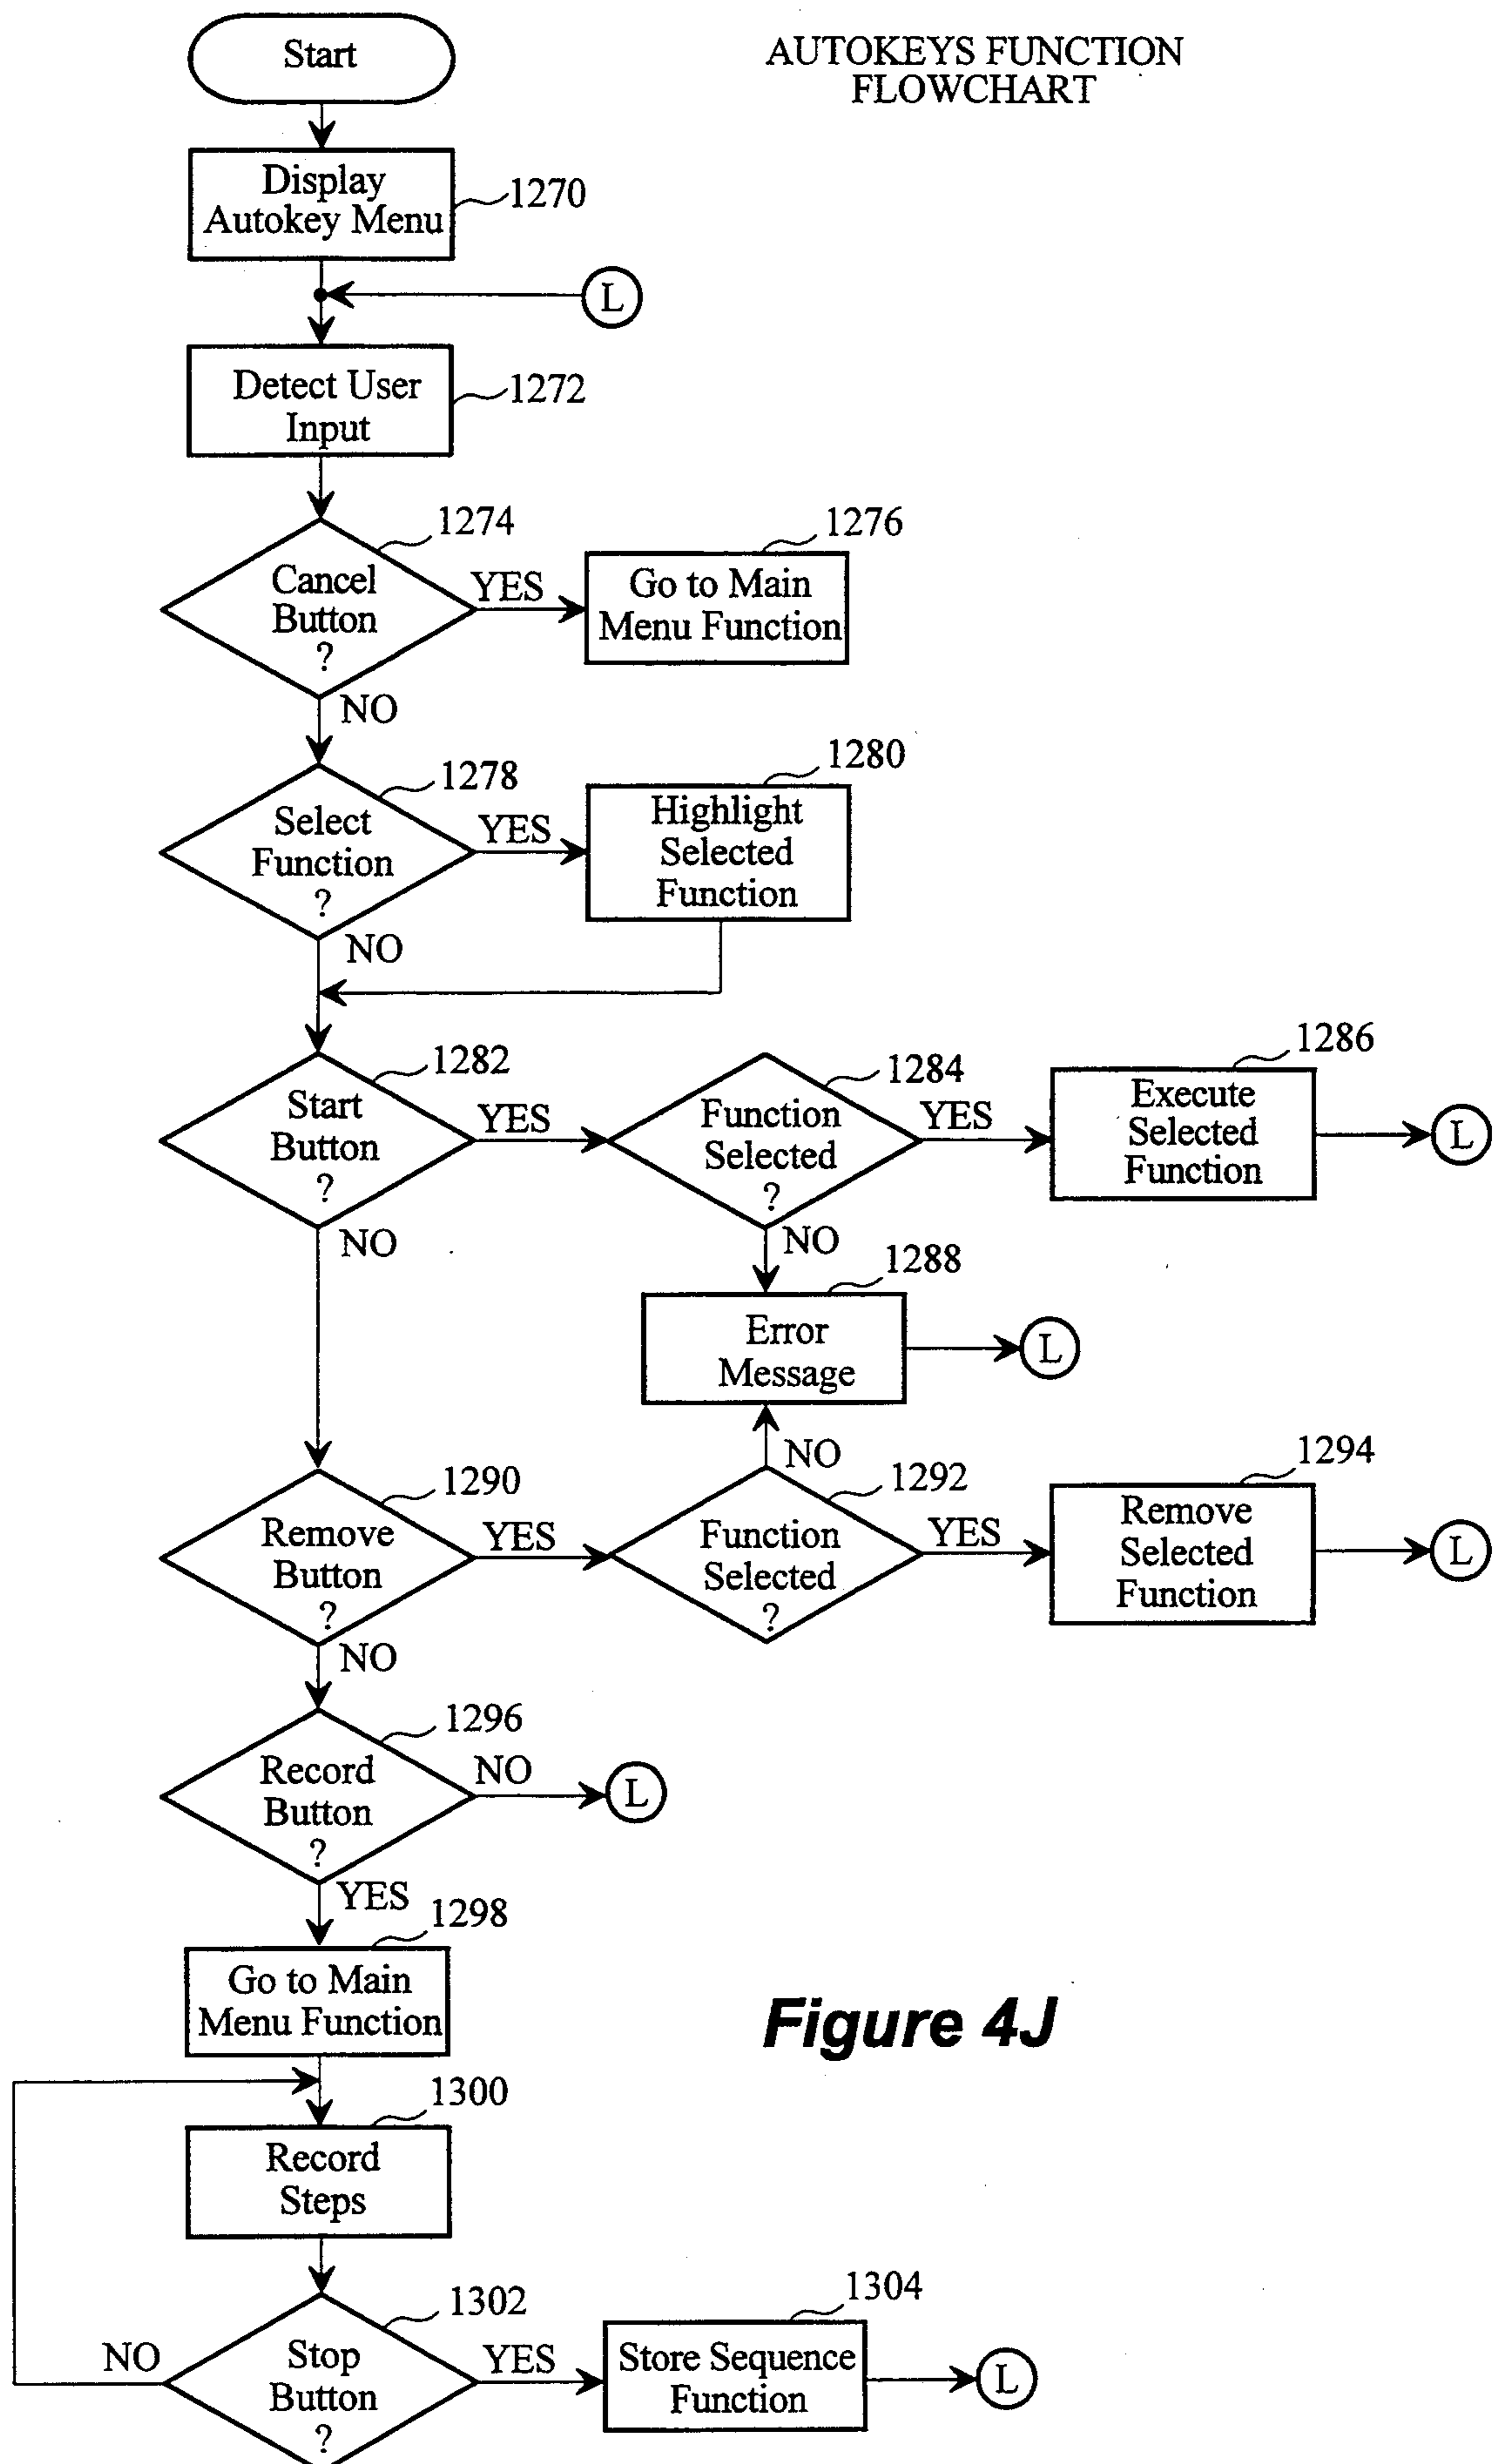 AUTOKEYS FUNCTION
FLOWCHART
Start
Display
Autokey Menu
1270
L
Detect User
Input
1272
1274
Cancel
Button
?
YES
1276
Go to Main
Menu Function
NO
1278
Select
Function
?
YES
1280
Highlight
Selected
Function
NO
1282
Start
Button
?
YES
1284
Function
Selected
?
YES
1286
Execute
Selected
Function
L
NO
NO
1288
Error
Message
L
NO
1290
Remove
Button
?
YES
1292
Function
Selected
?
YES
1294
Remove
Selected
Function
L
NO
1296
Record
Button
?
NO
L
YES
1298
Go to Main
Menu Function
Figure 4J
1300
Record
Steps
1302
Stop
Button
?
NO
YES
1304
Store Sequence
Function
L